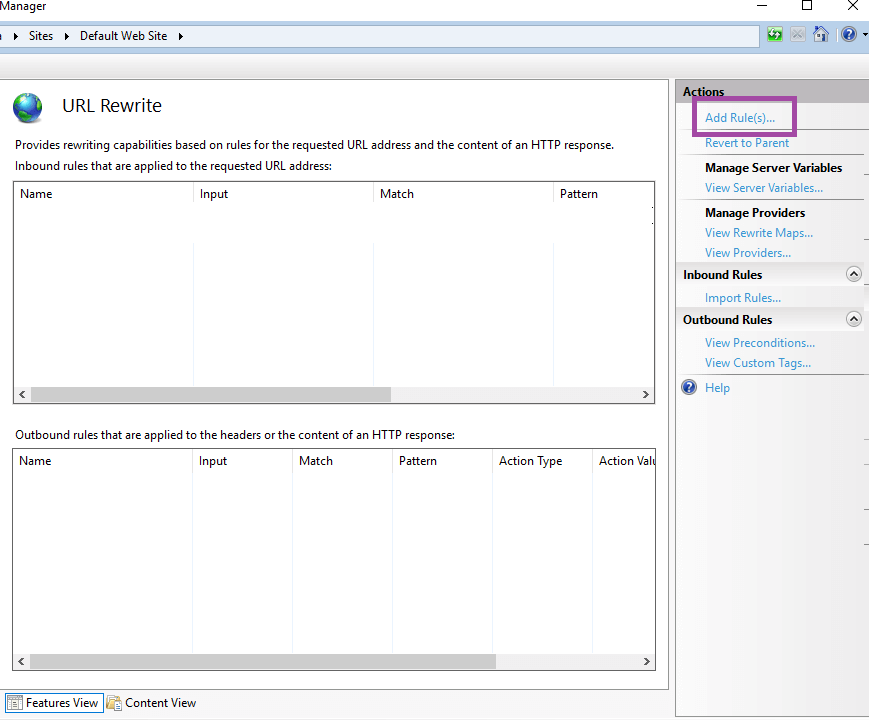 Manager
Sites Default Web Site
URL Rewrite
Provides rewriting capabilities based on rules for the requested URL address and the content of an HTTP response.
Inbound rules that are applied to the requested URL address:
Name Input Match Pattern
Outbound rules that are applied to the headers or the content of an HTTP response:
Name Input Match Pattern Action Type Action Valu
Features View Content View
Actions
Add Rule(s)...
Revert to Parent
Manage Server Variables
View Server Variables...
Manage Providers
View Rewrite Maps...
View Providers...
Inbound Rules
Import Rules...
Outbound Rules
View Preconditions...
View Custom Tags...
Help